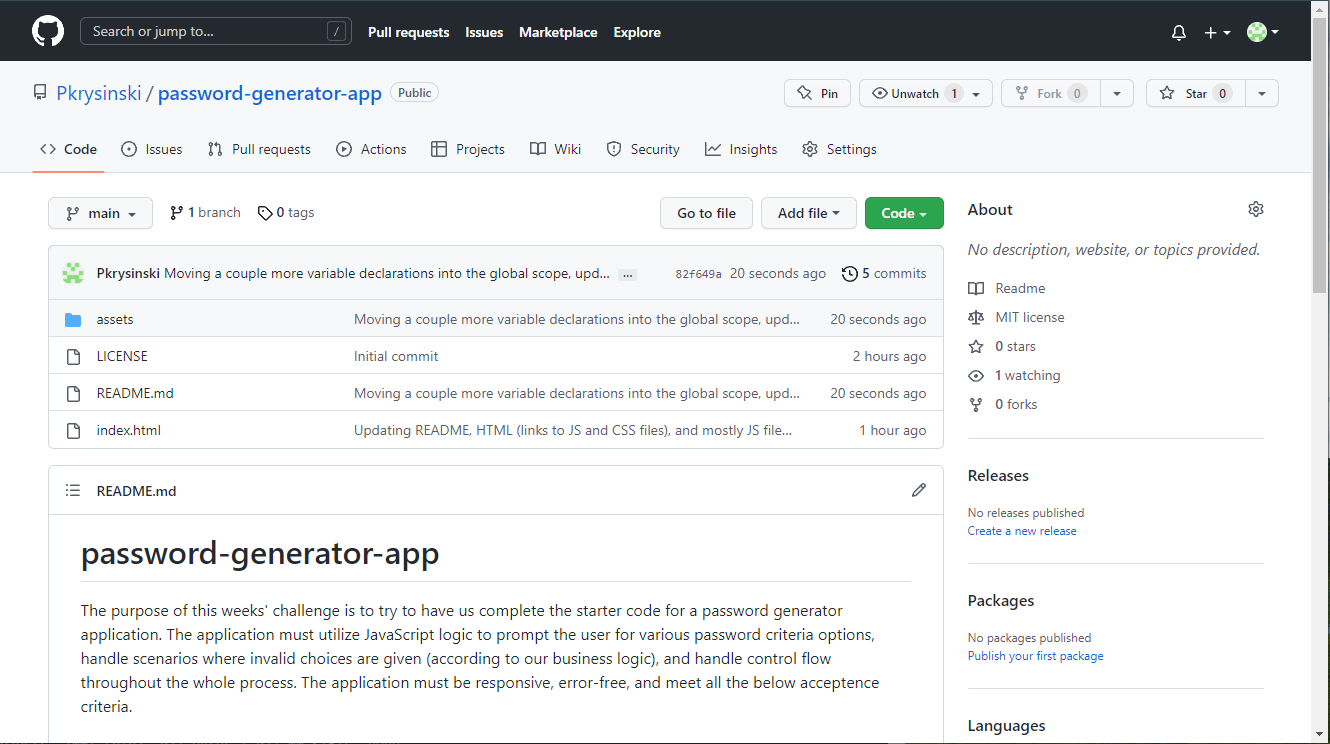 Search or jump to... /
Pull requests Issues Marketplace Explore
Pkrysinski / password-generator-app Public
Pin Unwatch 1 Fork 0 Star 0
Code Issues Pull requests Actions Projects Wiki Security Insights Settings
main 1 branch 0 tags Go to file Add file Code
Pkrysinski Moving a couple more variable declarations into the global scope, upd... ... 82f649a 20 seconds ago 5 commits
assets Moving a couple more variable declarations into the global scope, upd... 20 seconds ago
LICENSE Initial commit 2 hours ago
README.md Moving a couple more variable declarations into the global scope, upd... 20 seconds ago
index.html Updating README, HTML (links to JS and CSS files), and mostly JS file... 1 hour ago
README.md
password-generator-app
The purpose of this weeks' challenge is to try to have us complete the starter code for a password generator
application. The application must utilize JavaScript logic to prompt the user for various password criteria options,
handle scenarios where invalid choices are given (according to our business logic), and handle control flow
throughout the whole process. The application must be responsive, error-free, and meet all the below acceptence
criteria.
About
No description, website, or topics provided.
Readme
MIT license
0 stars
1 watching
0 forks
Releases
No releases published
Create a new release
Packages
No packages published
Publish your first package
Languages